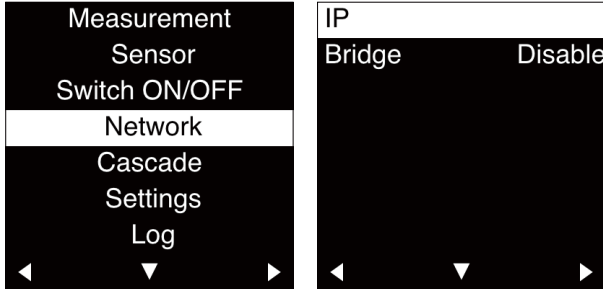 Measurement
Sensor
Switch ON/OFF
Network
Cascade
Settings
Log
IP
Bridge Disable